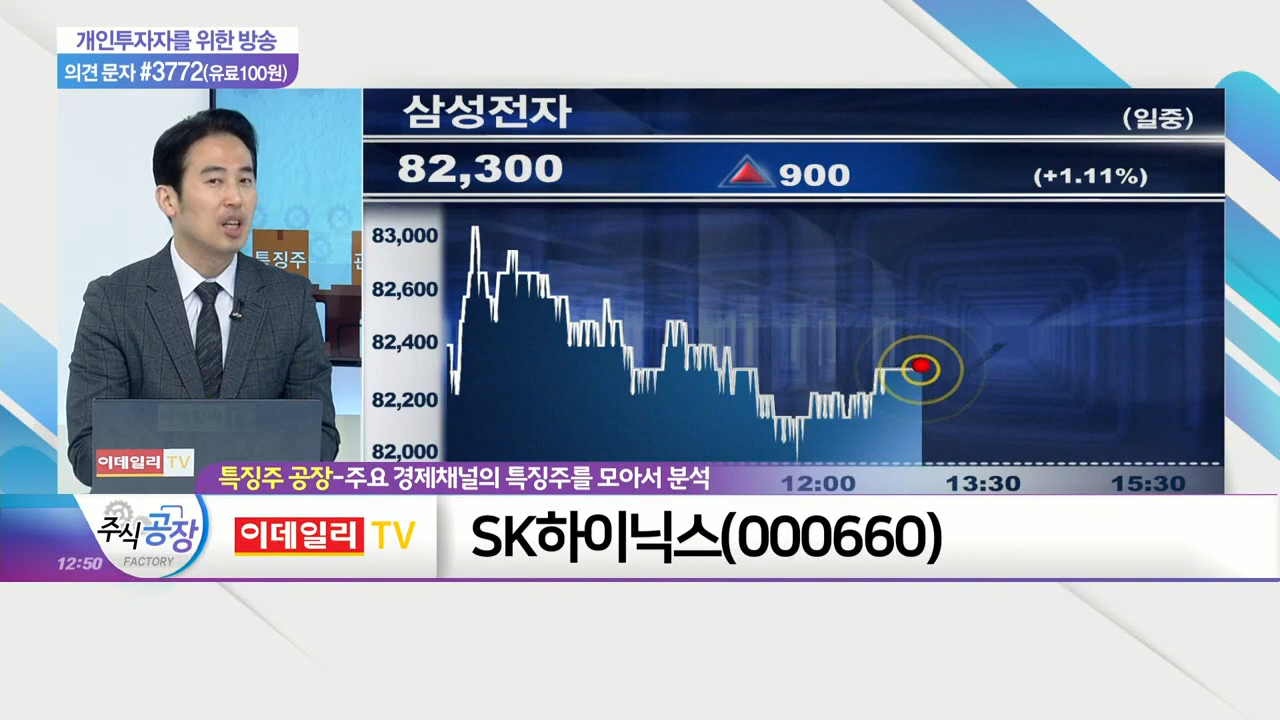 개인투자자를 위한 방송
의견 문자 #3772(유료100원)
삼성전자 (일중)
82,300 900 (+1.11%)
83,000
82,600
82,400
82,200
82,000
12:00 13:30 15:30
특징주
이데일리 TV
특징주 공장-주요 경제채널의 특징주를 모아서 분석
주식공장
FACTORY
12:50
이데일리 TV
SK하이닉스(000660)